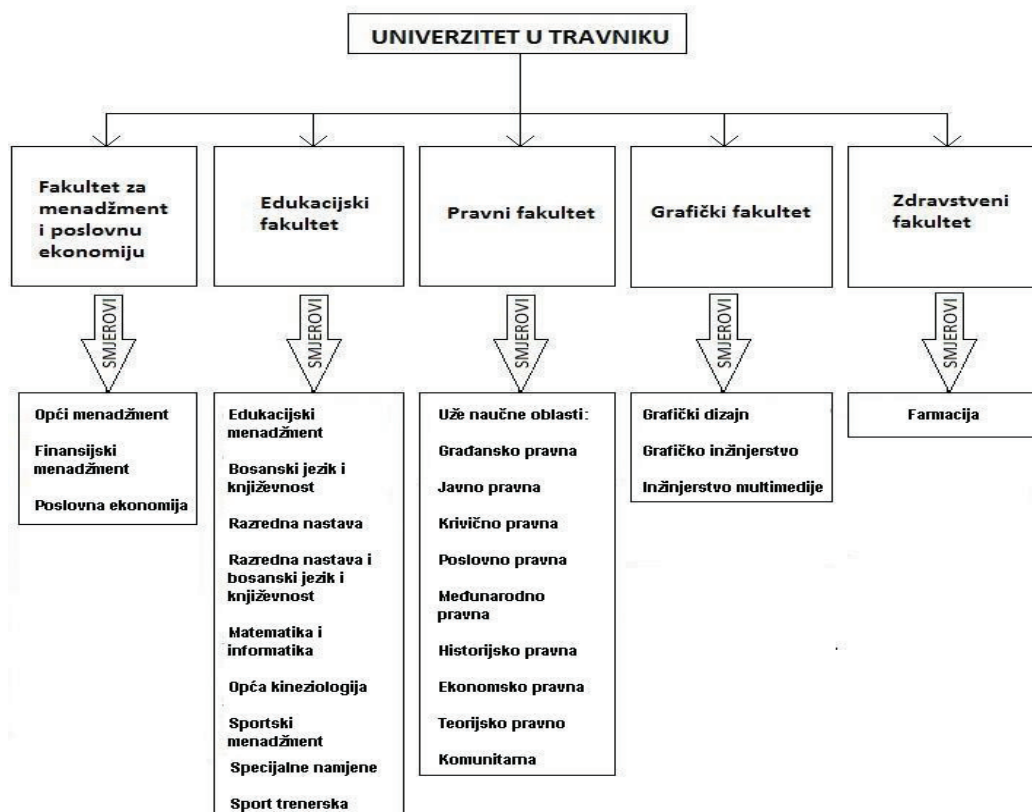 UNIVERZITET U TRAVNIKU
Fakultet za
menadžment
i poslovnu
ekonomiju
Edukacijski
fakultet
Pravni fakultet
Grafički fakultet
Zdravstveni
fakultet
SMJEROVI
SMJEROVI
SMJEROVI
SMJEROVI
SMJEROVI
Opći menadžment
Finansijski
menadžment
Poslovna ekonomija
Edukacijski
menadžment
Bosanski jezik i
književnost
Razredna nastava
Razredna nastava i
bosanski jezik i
književnost
Matematika i
informatika
Opća kineziologija
Sportski
menadžment
Specijalne namjene
Sport trenerska
Uže naučne oblasti:
Građansko pravna
Javno pravna
Krivično pravna
Poslovno pravna
Međunarodno
pravna
Historijsko pravna
Ekonomsko pravna
Teorijsko pravno
Komunitarna
Grafički dizajn
Grafičko inžinjerstvo
Inžinjerstvo multimedije
Farmacija